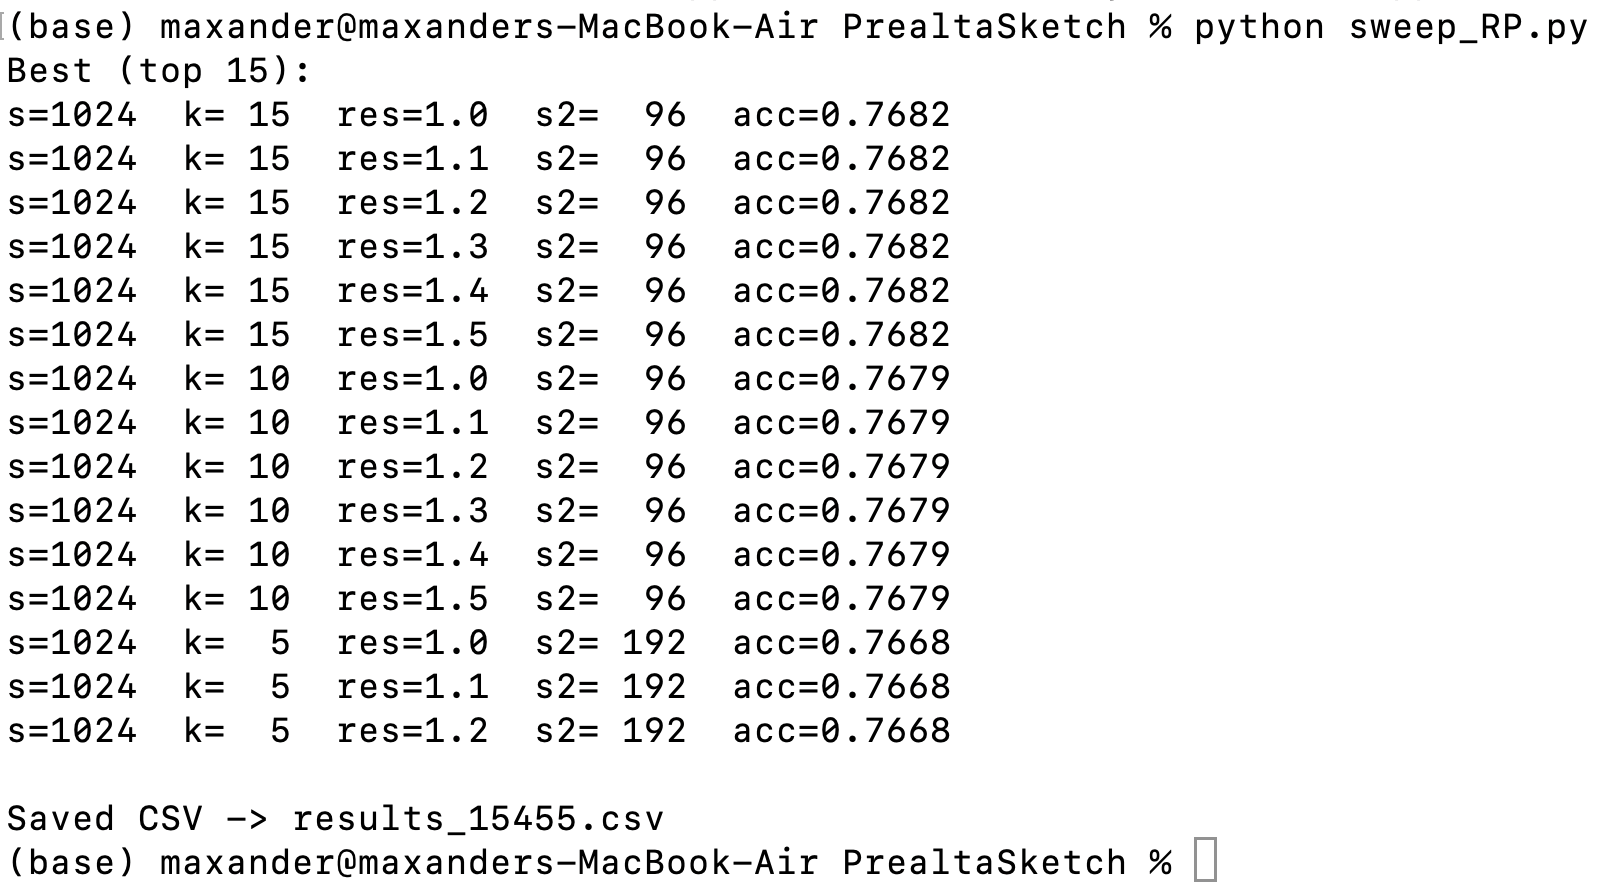 (base) maxander@maxanders-MacBook-Air PrealtaSketch % python sweep_RP.py
Best (top 15):
s=1024  k= 15  res=1.0  s2=  96  acc=0.7682
s=1024  k= 15  res=1.1  s2=  96  acc=0.7682
s=1024  k= 15  res=1.2  s2=  96  acc=0.7682
s=1024  k= 15  res=1.3  s2=  96  acc=0.7682
s=1024  k= 15  res=1.4  s2=  96  acc=0.7682
s=1024  k= 15  res=1.5  s2=  96  acc=0.7682
s=1024  k= 10  res=1.0  s2=  96  acc=0.7679
s=1024  k= 10  res=1.1  s2=  96  acc=0.7679
s=1024  k= 10  res=1.2  s2=  96  acc=0.7679
s=1024  k= 10  res=1.3  s2=  96  acc=0.7679
s=1024  k= 10  res=1.4  s2=  96  acc=0.7679
s=1024  k= 10  res=1.5  s2=  96  acc=0.7679
s=1024  k=  5  res=1.0  s2= 192  acc=0.7668
s=1024  k=  5  res=1.1  s2= 192  acc=0.7668
s=1024  k=  5  res=1.2  s2= 192  acc=0.7668

Saved CSV -> results_15455.csv
(base) maxander@maxanders-MacBook-Air PrealtaSketch %